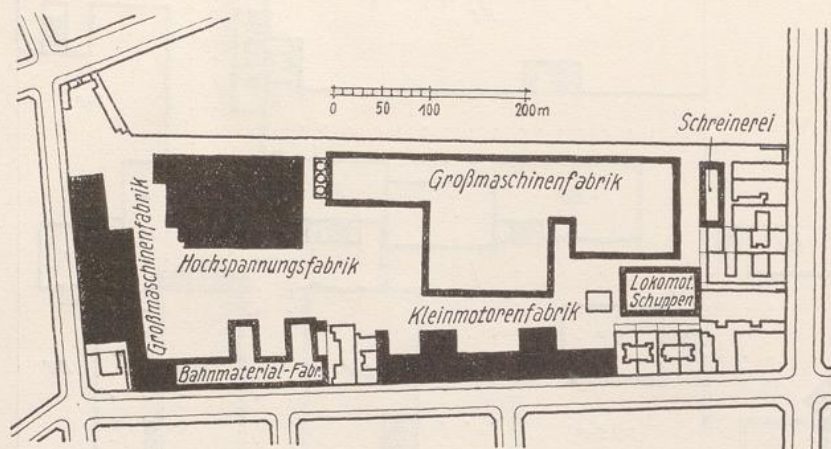 0 50 100 200m
Schreinerei
Großmaschinenfabrik
Großmaschinenfabrik
Hochspannungsfabrik
Lokomot.
Schuppen
Kleinmotorenfabrik
Bahnmaterial-Fabr.